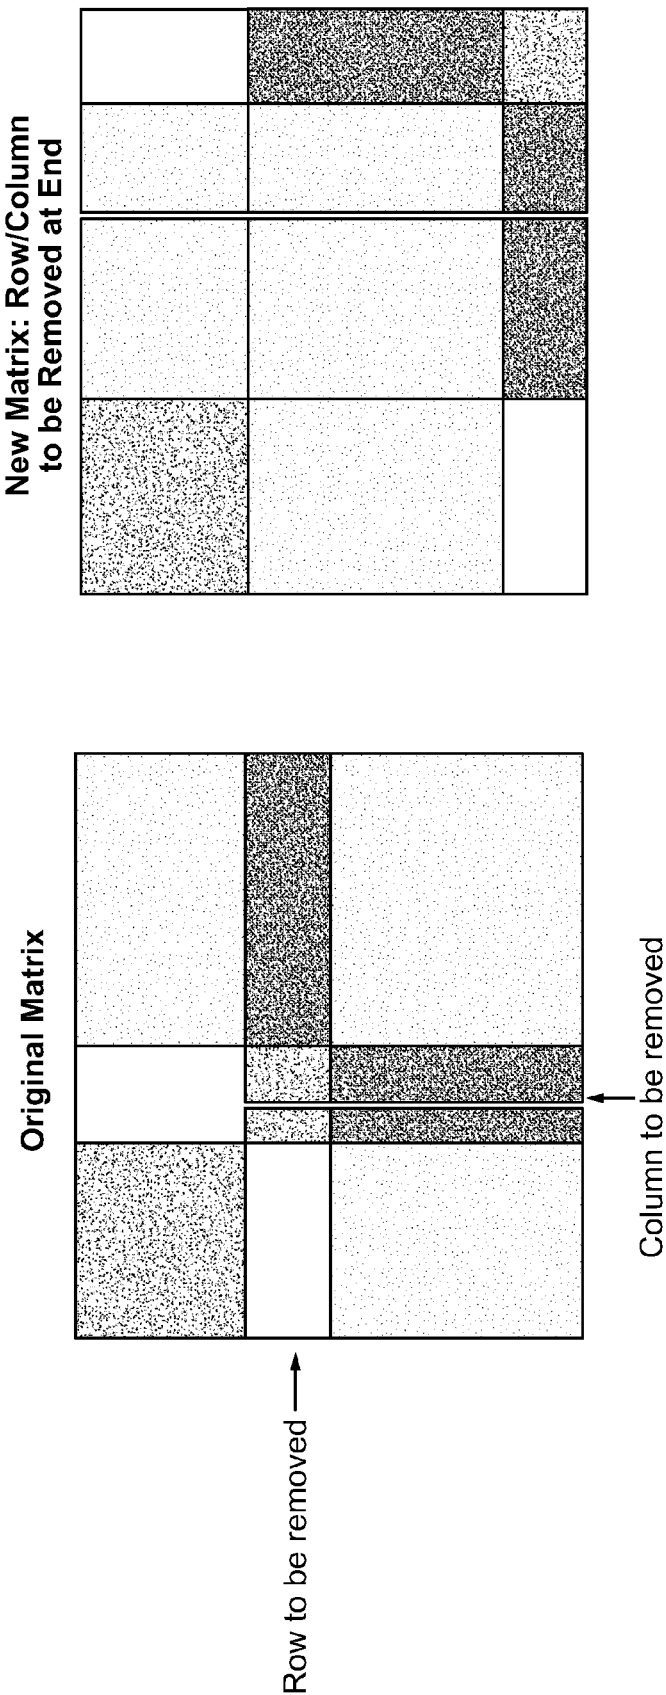 Original Matrix
Row to be removed
Column to be removed
New Matrix: Row/Column
to be Removed at End